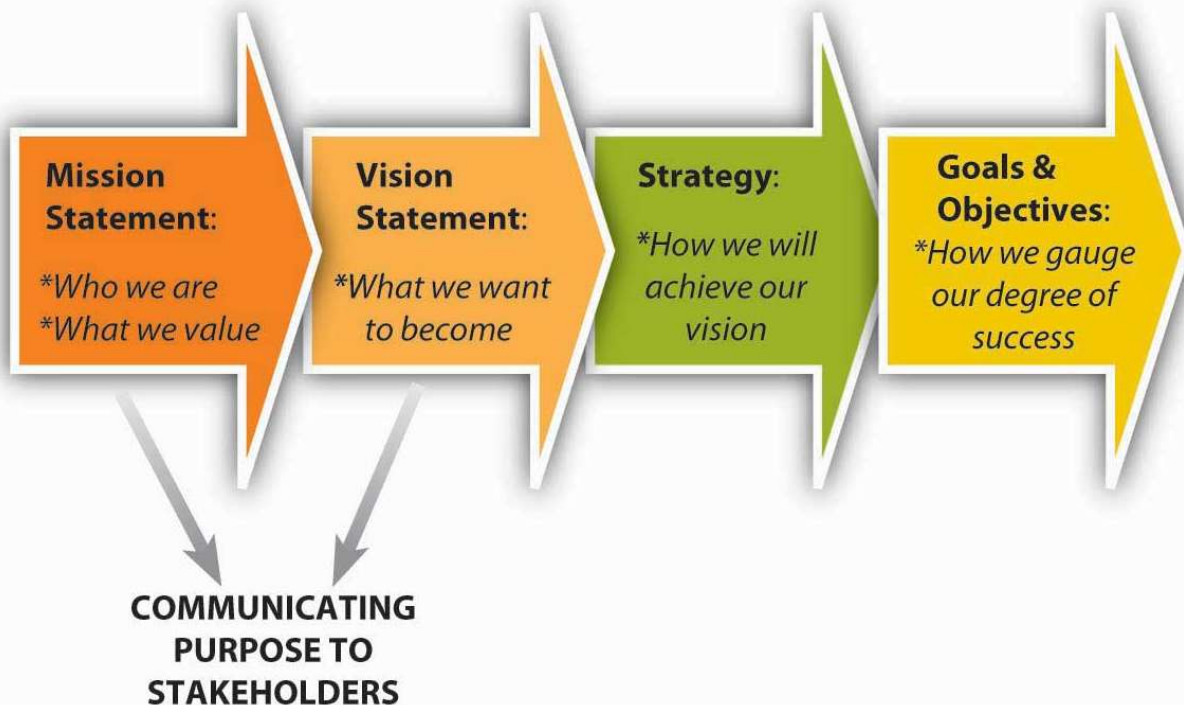 Mission
Statement:
*Who we are
*What we value
Vision
Statement:
*What we want
to become
Strategy:
*How we will
achieve our
vision
Goals &
Objectives:
*How we gauge
our degree of
success
COMMUNICATING
PURPOSE TO
STAKEHOLDERS